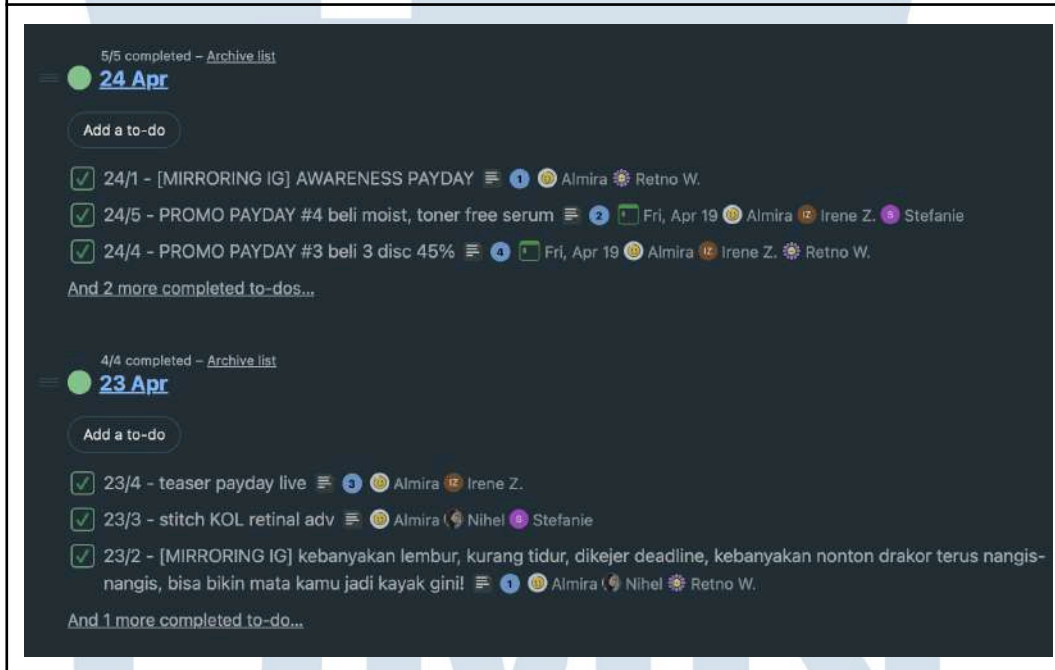 5/5 completed – Archive list
24 Apr
Add a to-do
24/1 - [MIRRORING IG] AWARENESS PAYDAY 1 Almira Retno W.
24/5 - PROMO PAYDAY #4 beli moist, toner free serum 2 Fri, Apr 19 Almira IZ Irene Z. S Stefanie
24/4 - PROMO PAYDAY #3 beli 3 disc 45% 4 Fri, Apr 19 Almira IZ Irene Z. Retno W.
And 2 more completed to-dos...
4/4 completed – Archive list
23 Apr
Add a to-do
23/4 - teaser payday live 3 Almira IZ Irene Z.
23/3 - stitch KOL retinal adv Almira Nihel S Stefanie
23/2 - [MIRRORING IG] kebanyakan lembur, kurang tidur, dikejer deadline, kebanyakan nonton drakor terus nangis-
nangis, bisa bikin mata kamu jadi kayak gini! 1 Almira Nihel Retno W.
And 1 more completed to-do...